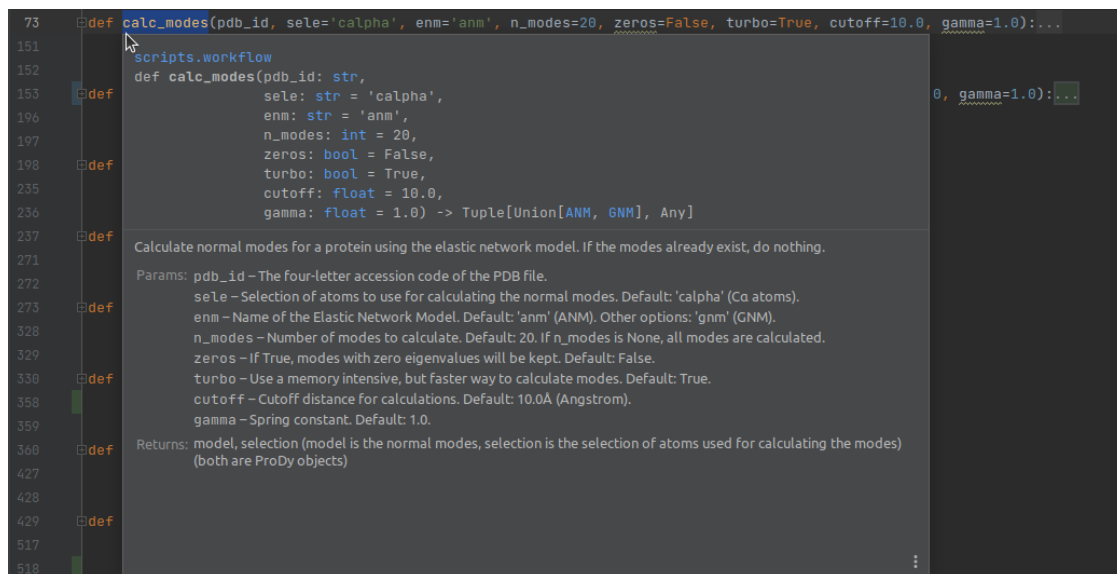 73 def calc_modes(pdb_id, sele='calpha', enm='anm', n_modes=20, zeros=False, turbo=True, cutoff=10.0, gamma=1.0):...
151
scripts.workflow
152
def calc_modes(pdb_id: str,
153 def 0, gamma=1.0):...
sele: str = 'calpha',
196
enm: str = 'anm',
197
n_modes: int = 20,
zeros: bool = False,
198 def
turbo: bool = True,
235
cutoff: float = 10.0,
236
gamma: float = 1.0) -> Tuple[Union[ANM, GNM], Any]
237 def
Calculate normal modes for a protein using the elastic network model. If the modes already exist, do nothing.
271
Params: pdb_id – The four-letter accession code of the PDB file.
272
sele – Selection of atoms to use for calculating the normal modes. Default: 'calpha' (Cα atoms).
273 def
enm – Name of the Elastic Network Model. Default: 'anm' (ANM). Other options: 'gnm' (GNM).
328
n_modes – Number of modes to calculate. Default: 20. If n_modes is None, all modes are calculated.
329
zeros – If True, modes with zero eigenvalues will be kept. Default: False.
330 def
turbo – Use a memory intensive, but faster way to calculate modes. Default: True.
358
cutoff – Cutoff distance for calculations. Default: 10.0Å (Angstrom).
359
gamma – Spring constant. Default: 1.0.
360 def
Returns: model, selection (model is the normal modes, selection is the selection of atoms used for calculating the modes)
(both are ProDy objects)
427
428
429 def
517
518